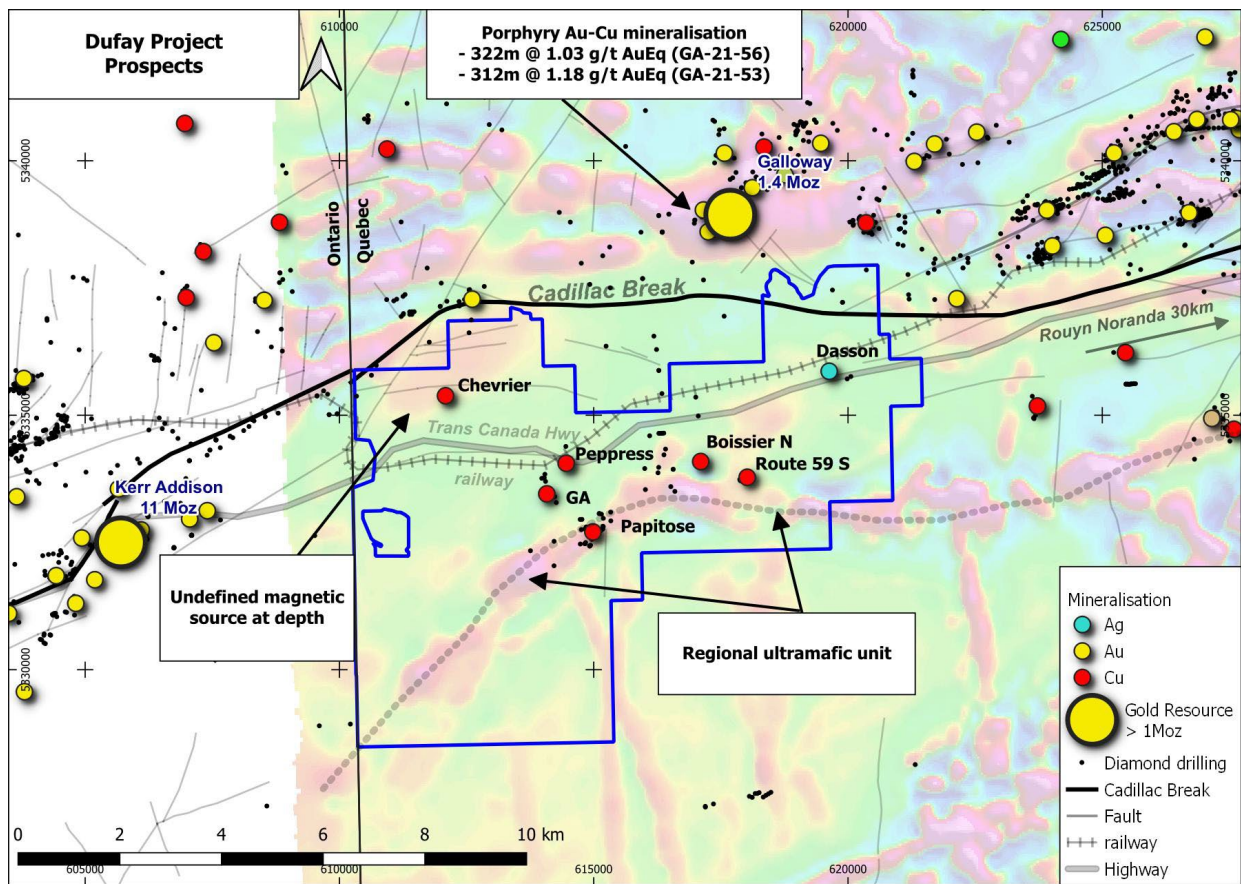 610000
620000
625000
Dufay Project
Prospects
Porphyry Au-Cu mineralisation
- 322m @ 1.03 g/t AuEq (GA-21-56)
- 312m @ 1.18 g/t AuEq (GA-21-53)
5340000
5340000
Galloway
1.4 Moz
Ontario
Quebec
Cadillac Break
Rouyn Noranda 30km
Dasson
Chevrier
5335000
Trans Canada Hwy
Boissier N
Peppress
Route 59 S
railway
Kerr Addison
11 Moz
GA
Papitose
Undefined magnetic
source at depth
Regional ultramafic unit
5330000
Mineralisation
Ag
Au
Cu
Gold Resource
> 1Moz
Diamond drilling
Cadillac Break
Fault
railway
Highway
0
2
4
6
8
10 km
605000
610000
615000
620000